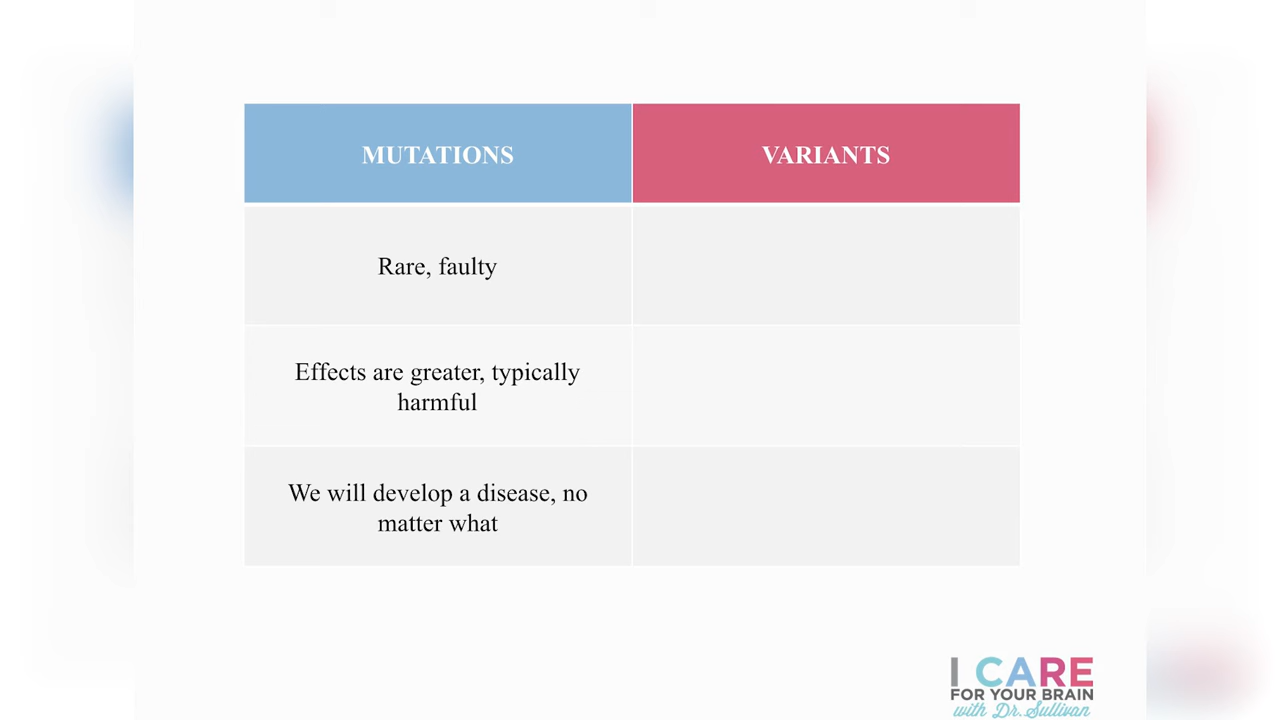 MUTATIONS
VARIANTS
Rare, faulty
Effects are greater, typically
harmful
We will develop a disease, no
matter what
I CARE
FOR YOUR BRAIN
with Dr. Sullivan